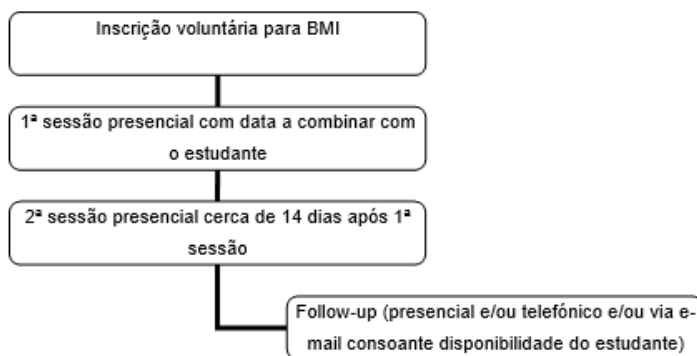 Inscrição voluntária para BMI
1ª sessão presencial com data a combinar com
o estudante
2ª sessão presencial cerca de 14 dias após 1ª
sessão
Follow-up (presencial e/ou telefónico e/ou via e-
mail consoante disponibilidade do estudante)